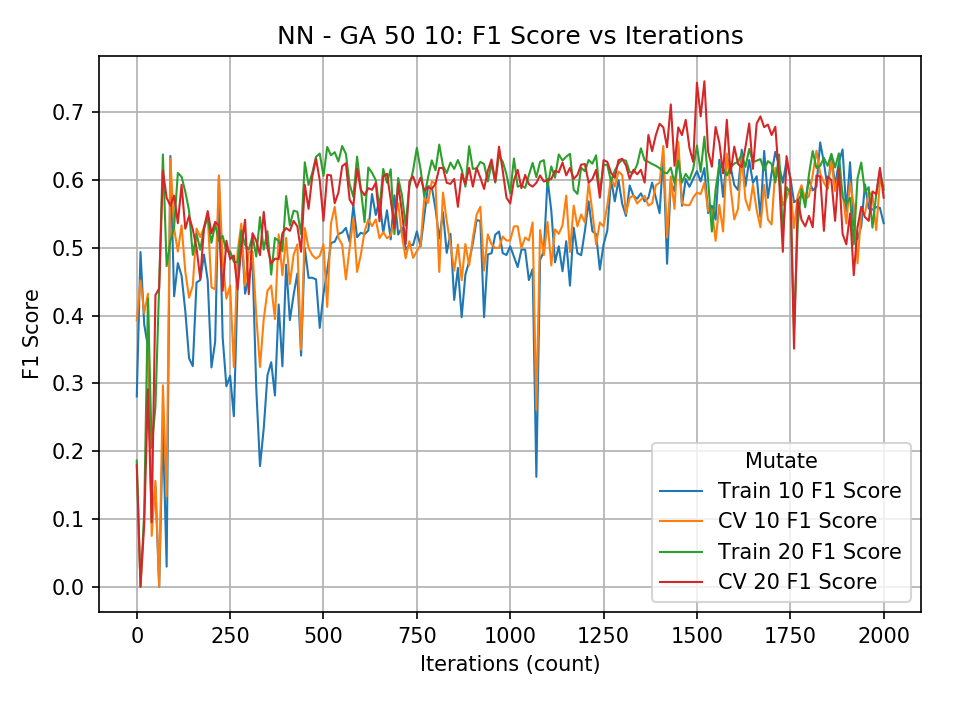 NN - GA 50 10: F1 Score vs Iterations
F1 Score
0.7
0.6
0.5
0.4
0.3
0.2
0.1
0.0
Mutate
Train 10 F1 Score
CV 10 F1 Score
Train 20 F1 Score
CV 20 F1 Score
0 250 500 750 1000 1250 1500 1750 2000
Iterations (count)